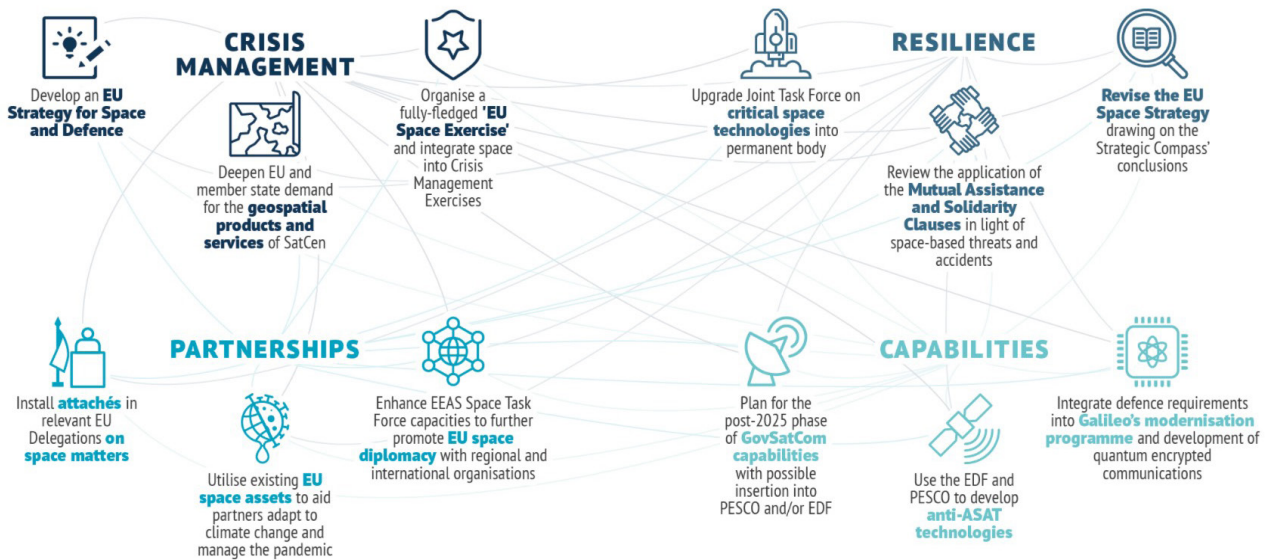 CRISIS
MANAGEMENT
Develop an EU
Strategy for Space
and Defence
Deepen EU and
member state demand
for the geospatial
products and
services of SatCen
Organise a
fully-fledged 'EU
Space Exercise'
and integrate space
into Crisis
Management
Exercises
RESILIENCE
Upgrade Joint Task Force on
critical space
technologies into
permanent body
Review the application of
the Mutual Assistance
and Solidarity
Clauses in light of
space-based threats and
accidents
Revise the EU
Space Strategy
drawing on the
Strategic Compass’
conclusions
PARTNERSHIPS
Install attachés in
relevant EU
Delegations on
space matters
Utilise existing EU
space assets to aid
partners adapt to
climate change and
manage the pandemic
Enhance EEAS Space Task
Force capacities to further
promote EU space
diplomacy with regional and
international organisations
CAPABILITIES
Plan for the
post-2025 phase
of GovSatCom
capabilities
with possible
insertion into
PESCO and/or EDF
Use the EDF and
PESCO to develop
anti-ASAT
technologies
Integrate defence requirements
into Galileo’s modernisation
programme and development of
quantum encrypted
communications